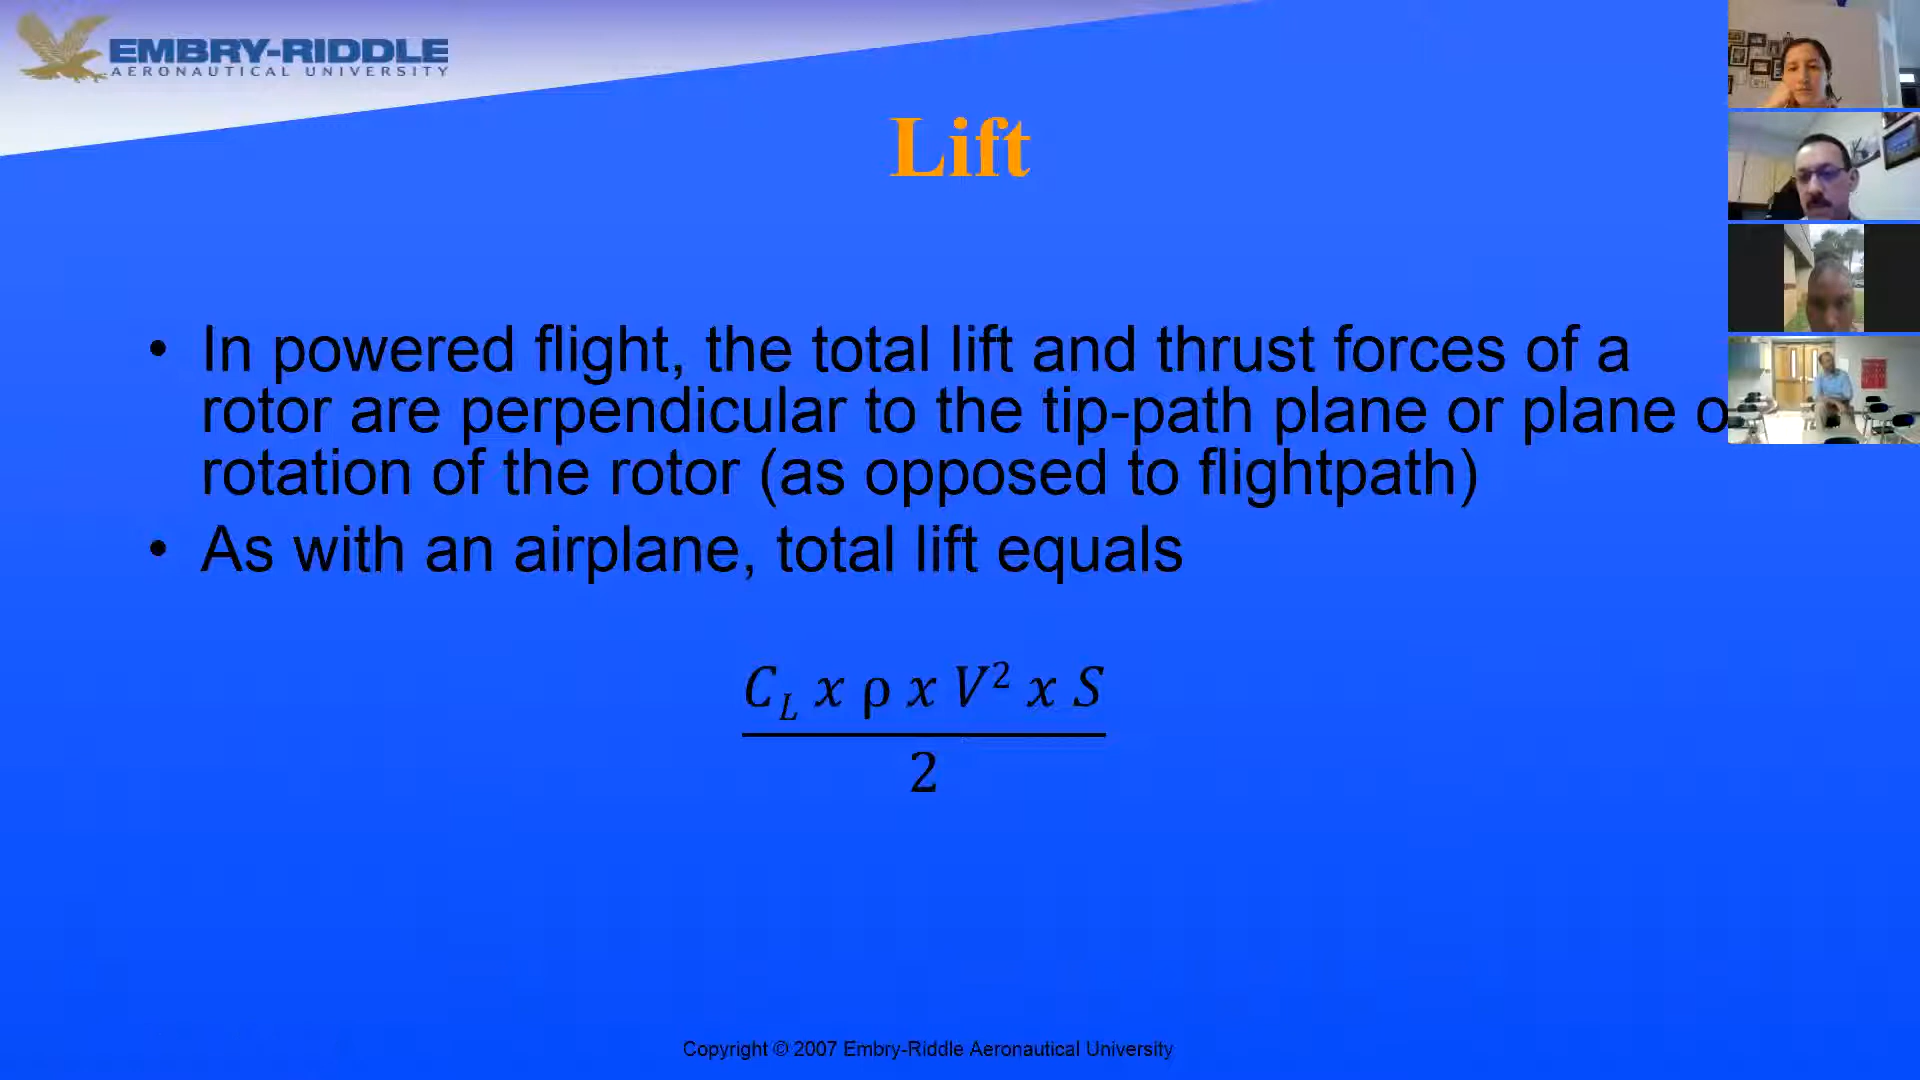 EMBRY-RIDDLE
AERONAUTICAL UNIVERSITY
Lift
• In powered flight, the total lift and thrust forces of a
rotor are perpendicular to the tip-path plane or plane o
rotation of the rotor (as opposed to flightpath)
• As with an airplane, total lift equals
C_L x ρ x V² x S
2
Copyright © 2007 Embry-Riddle Aeronautical University